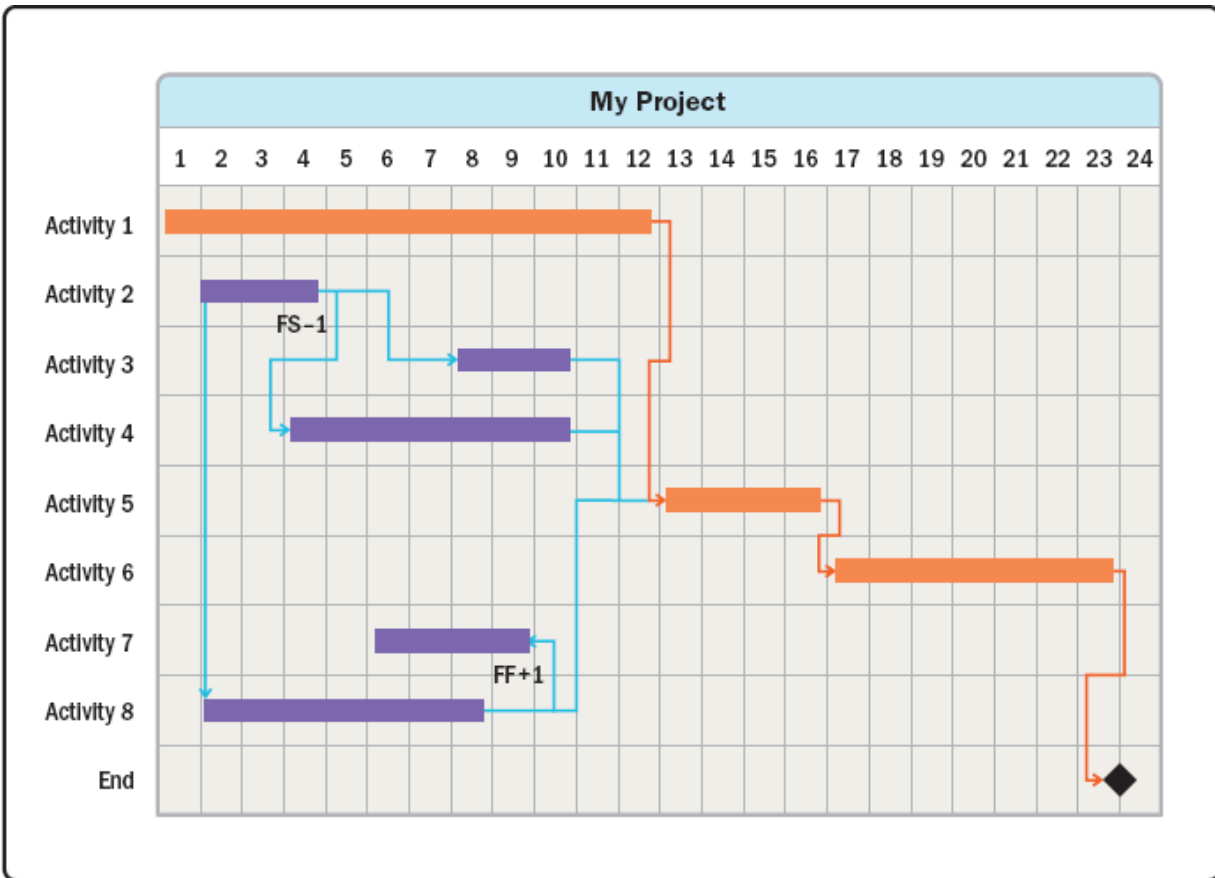 My Project
1 2 3 4 5 6 7 8 9 10 11 12 13 14 15 16 17 18 19 20 21 22 23 24
Activity 1
Activity 2
FS–1
Activity 3
Activity 4
Activity 5
Activity 6
Activity 7
FF+1
Activity 8
End